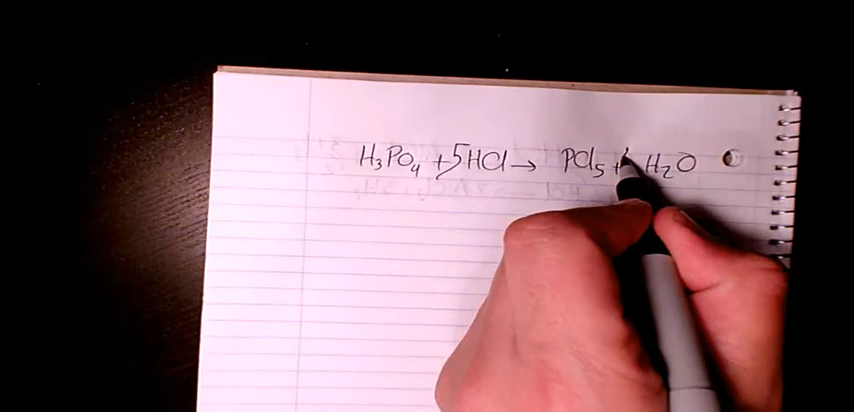 H₃PO₄ + 5HCl → PCl₅ + H₂O